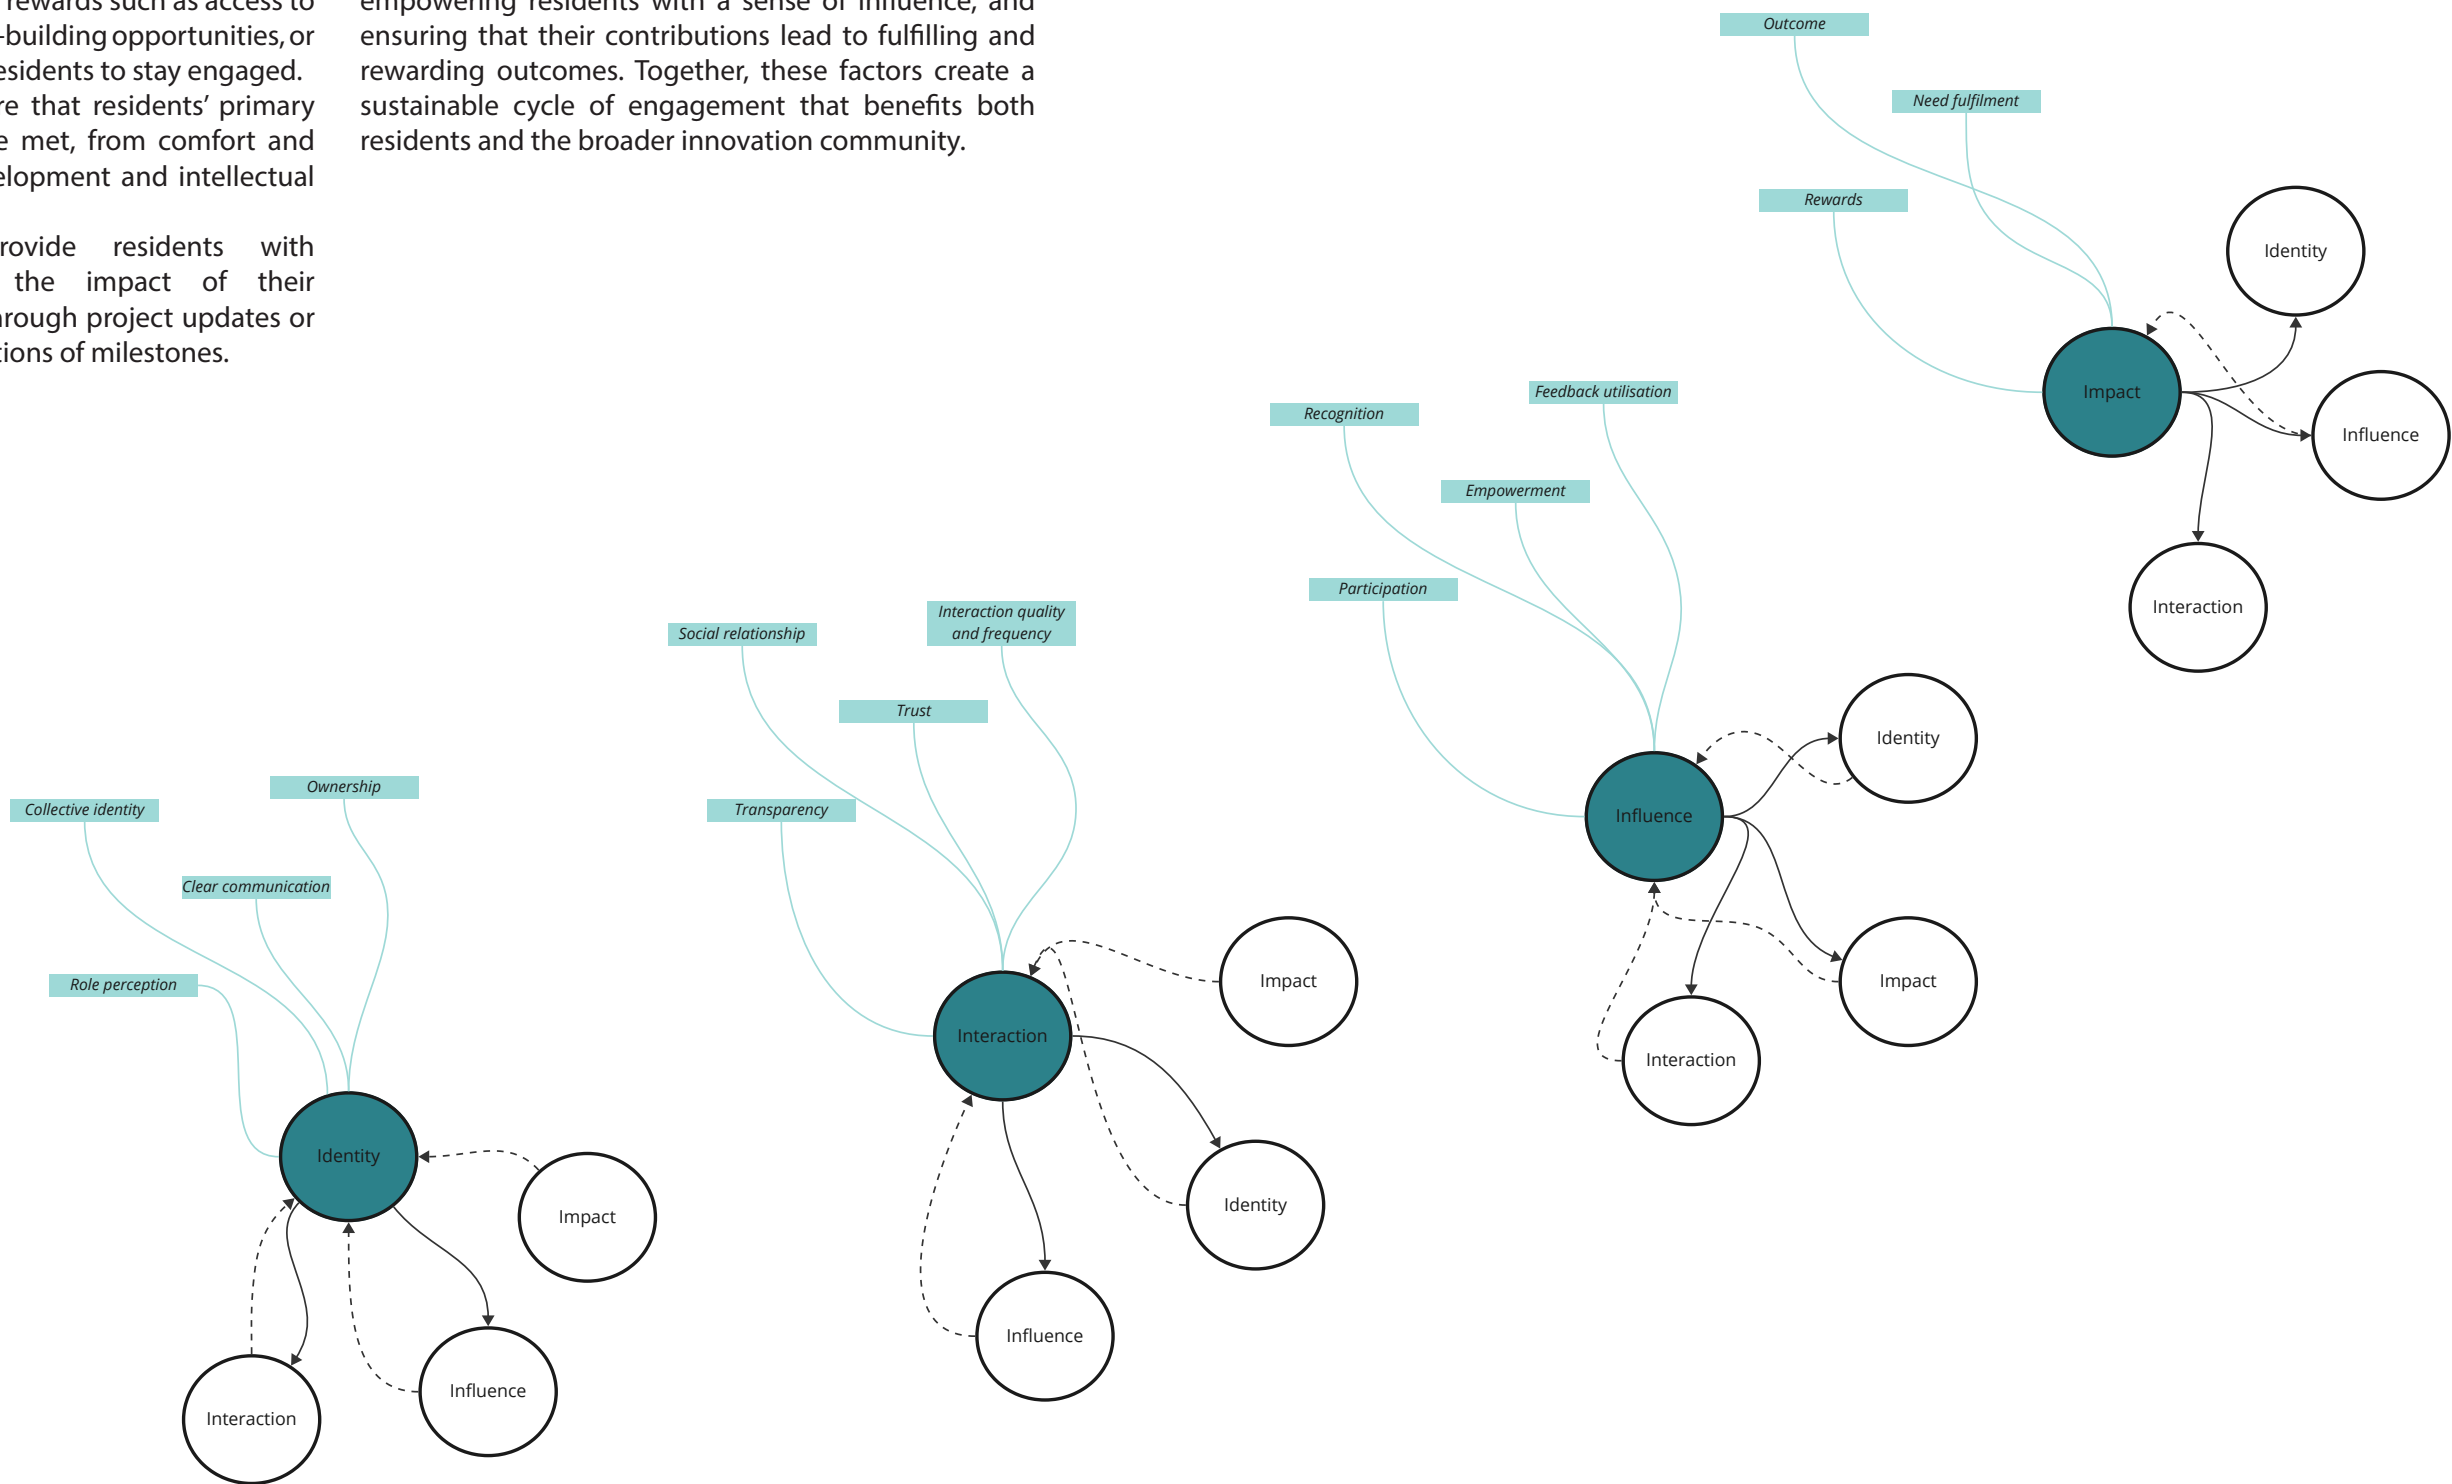 rewards such as access to
-building opportunities, or
esidents to stay engaged.
re that residents' primary
e met, from comfort and
elopment and intellectual
rovide residents with
the impact of their
hrough project updates or
tions of milestones.
empowering residents with a sense of influence, and
ensuring that their contributions lead to fulfilling and
rewarding outcomes. Together, these factors create a
sustainable cycle of engagement that benefits both
residents and the broader innovation community.
Outcome
Need fulfilment
Rewards
Identity
Impact
Influence
Interaction
Feedback utilisation
Recognition
Empowerment
Participation
Identity
Influence
Impact
Interaction
Interaction quality
and frequency
Social relationship
Trust
Transparency
Impact
Interaction
Identity
Influence
Ownership
Collective identity
Clear communication
Role perception
Identity
Impact
Influence
Interaction